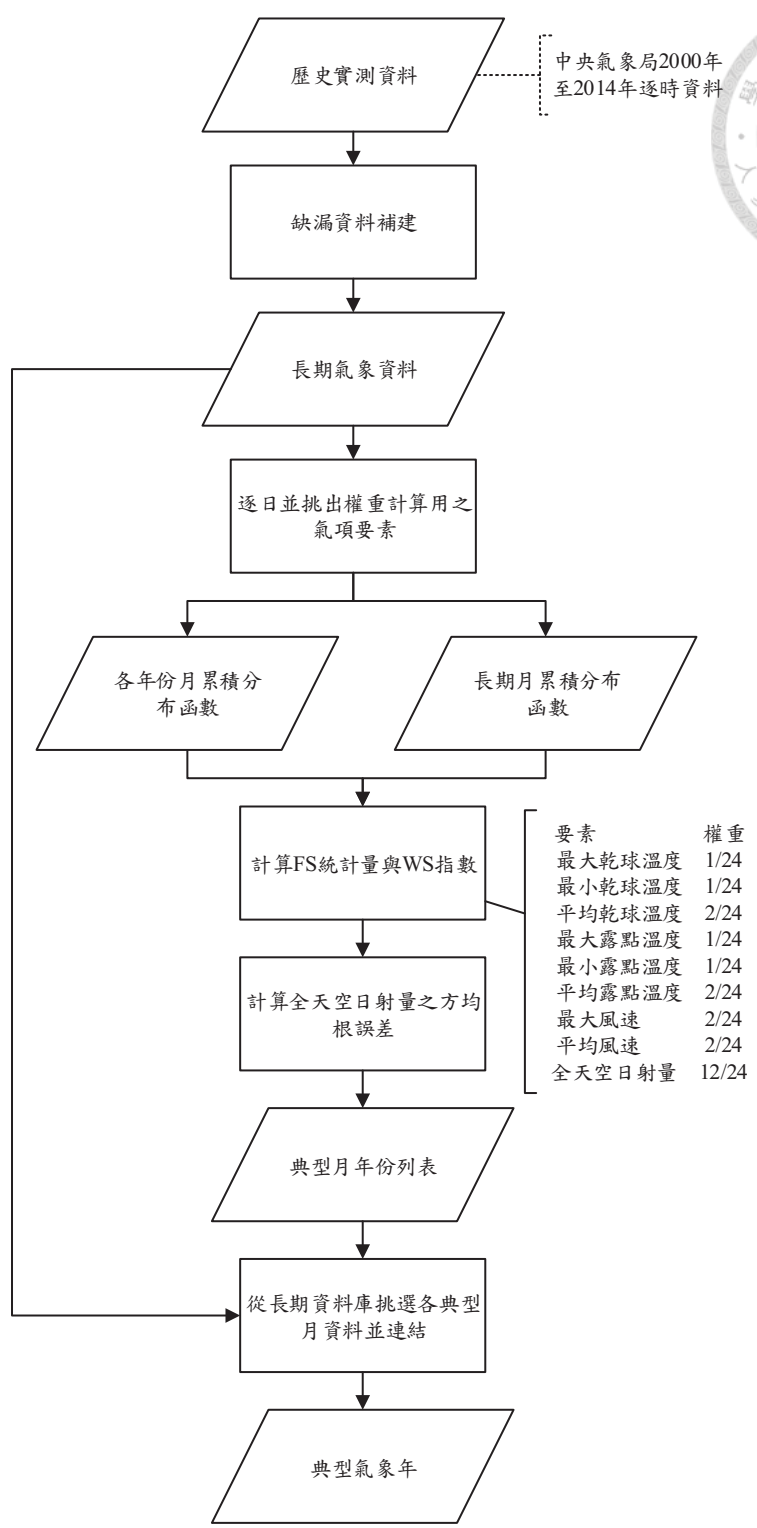 歷史實測資料
中央氣象局2000年
至2014年逐時資料
缺漏資料補建
長期氣象資料
逐日並挑出權重計算用之
氣項要素
各年份月累積分
布函數
長期月累積分布
函數
計算FS統計量與WS指數
要素 權重
最大乾球溫度 1/24
最小乾球溫度 1/24
平均乾球溫度 2/24
最大露點溫度 1/24
最小露點溫度 1/24
平均露點溫度 2/24
最大風速 2/24
平均風速 2/24
全天空日射量 12/24
計算全天空日射量之方均
根誤差
典型月年份列表
從長期資料庫挑選各典型
月資料並連結
典型氣象年